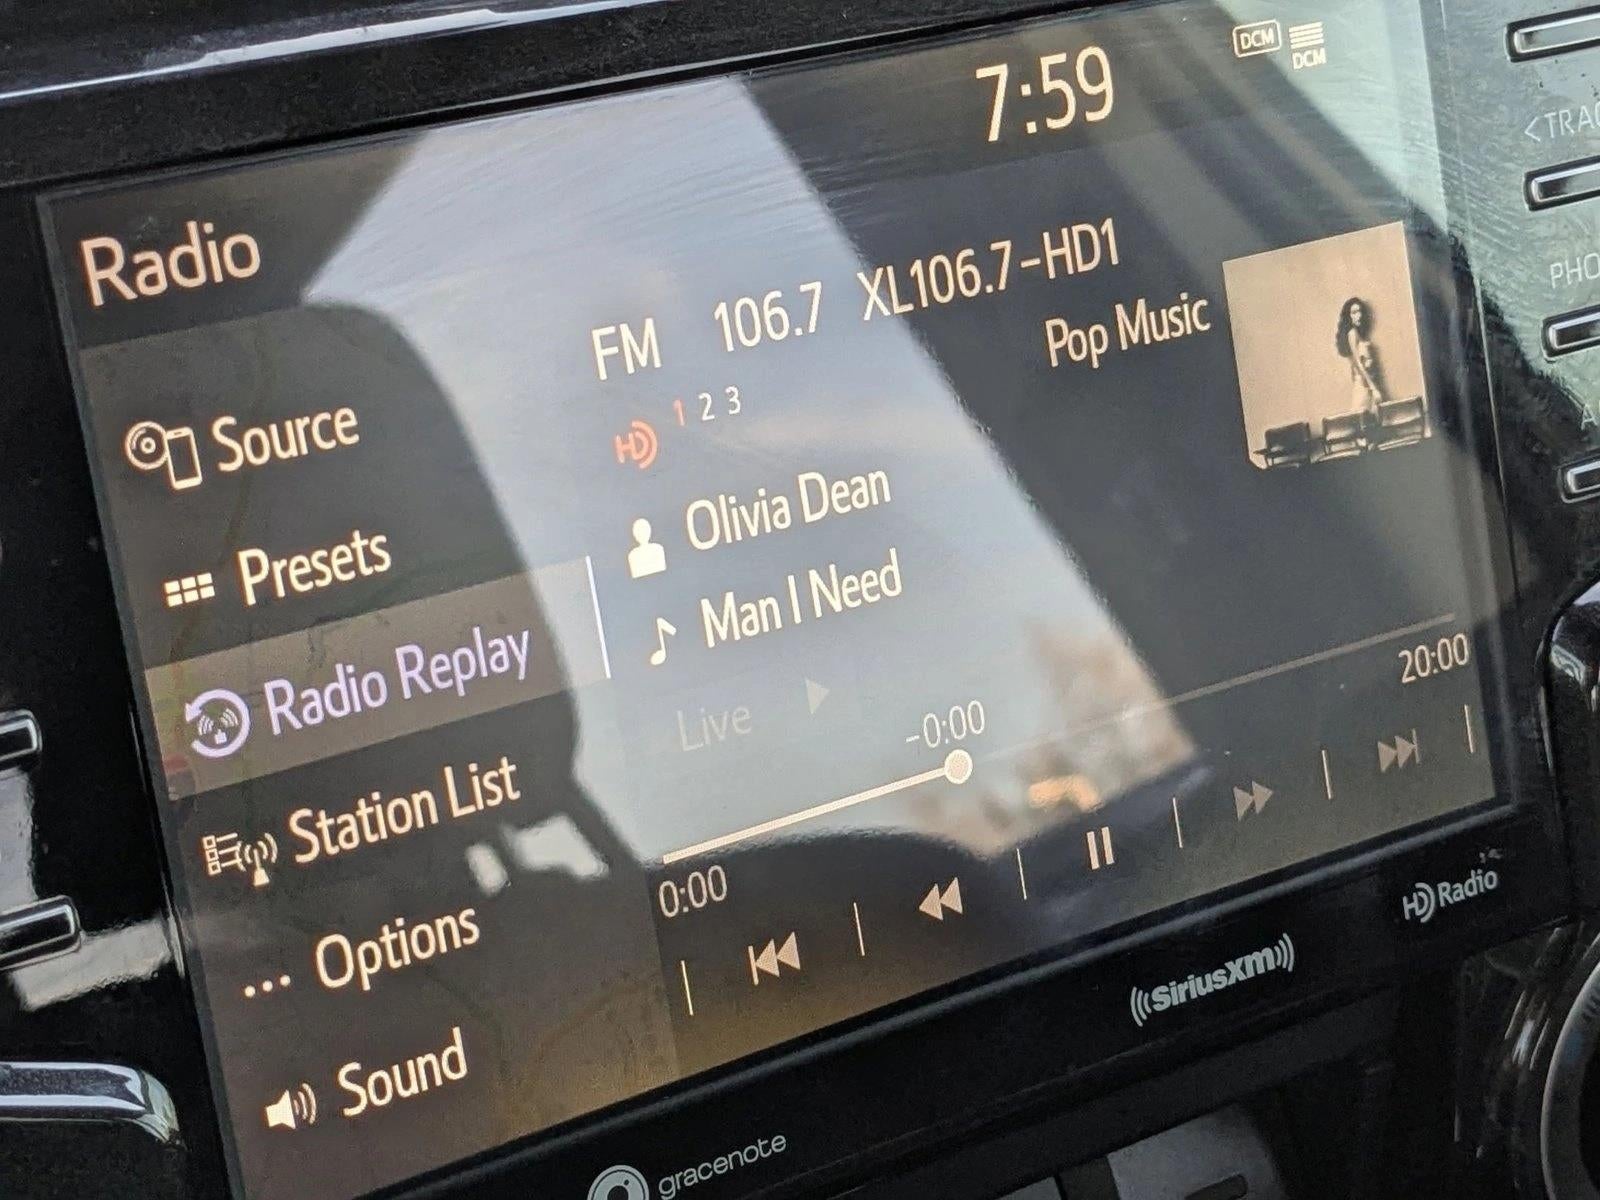 DCM
DCM
7:59
Radio
FM 106.7 XL106.7-HD1
Pop Music
HD 1 2 3
Source
Olivia Dean
Presets
Man I Need
Radio Replay
Live
-0:00
20:00
Station List
0:00
Options
Sound
<TRAC
PHO
A
HD Radio
SiriusXM
gracenote